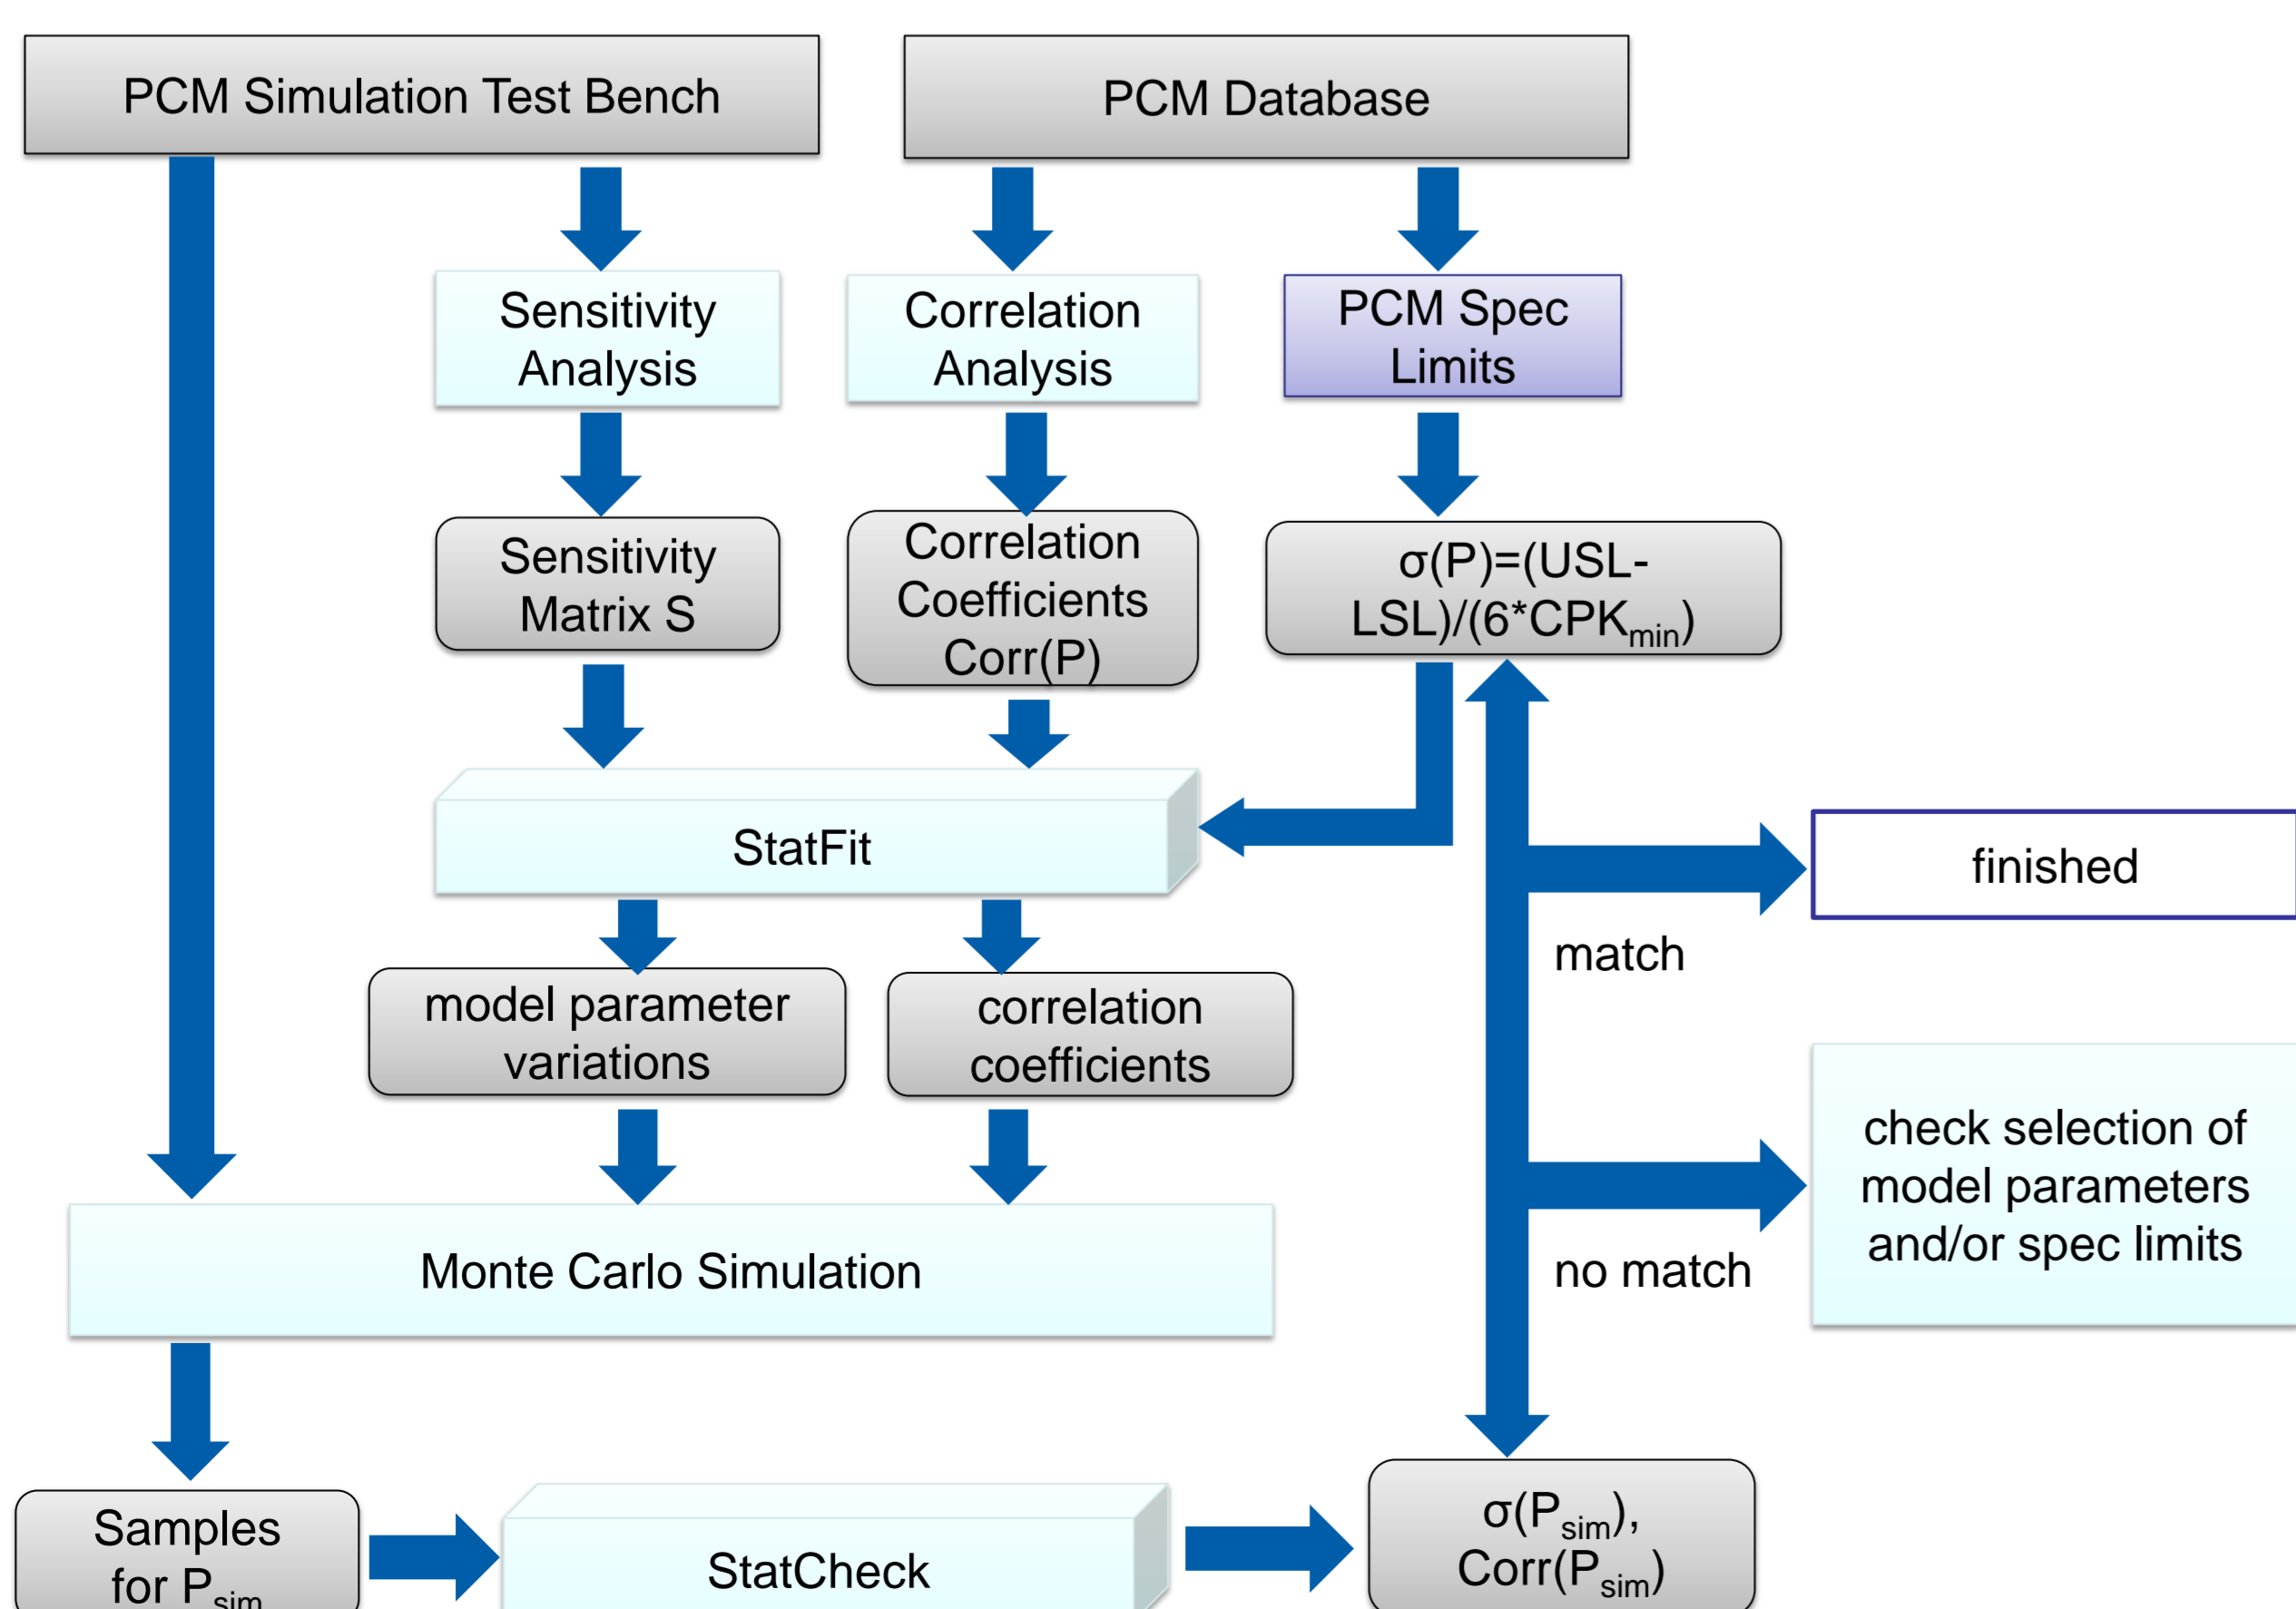 PCM Simulation Test Bench
PCM Database
Sensitivity
Analysis
Correlation
Analysis
PCM Spec
Limits
Sensitivity
Matrix S
Correlation
Coefficients
Corr(P)
σ(P)=(USL-
LSL)/(6*CPKmin)
StatFit
finished
match
model parameter
variations
correlation
coefficients
check selection of
model parameters
and/or spec limits
no match
Monte Carlo Simulation
Samples
for Psim
StatCheck
σ(Psim),
Corr(Psim)